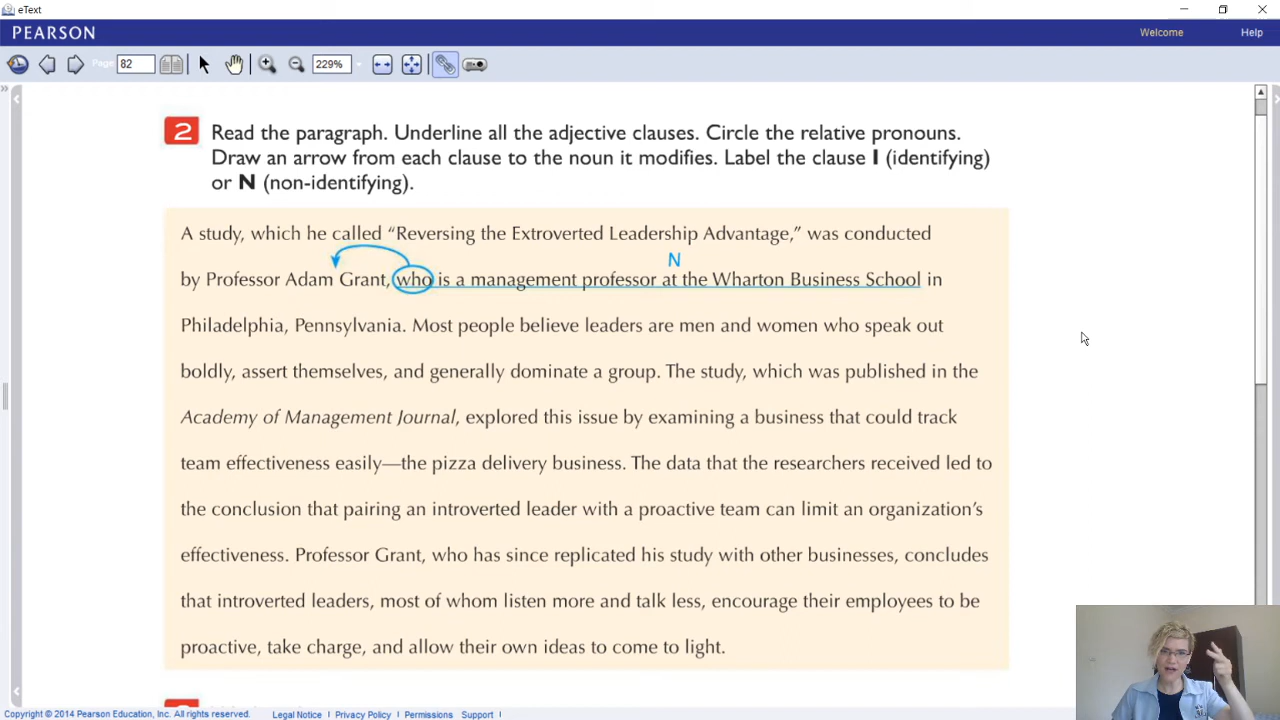 eText
PEARSON
Welcome
Help
Page 82
229%
2 Read the paragraph. Underline all the adjective clauses. Circle the relative pronouns.
Draw an arrow from each clause to the noun it modifies. Label the clause I (identifying)
or N (non-identifying).
A study, which he called “Reversing the Extroverted Leadership Advantage,” was conducted
N
by Professor Adam Grant, who is a management professor at the Wharton Business School in
Philadelphia, Pennsylvania. Most people believe leaders are men and women who speak out
boldly, assert themselves, and generally dominate a group. The study, which was published in the
Academy of Management Journal, explored this issue by examining a business that could track
team effectiveness easily—the pizza delivery business. The data that the researchers received led to
the conclusion that pairing an introverted leader with a proactive team can limit an organization’s
effectiveness. Professor Grant, who has since replicated his study with other businesses, concludes
that introverted leaders, most of whom listen more and talk less, encourage their employees to be
proactive, take charge, and allow their own ideas to come to light.
Copyright © 2014 Pearson Education, Inc. All rights reserved. Legal Notice | Privacy Policy | Permissions Support |